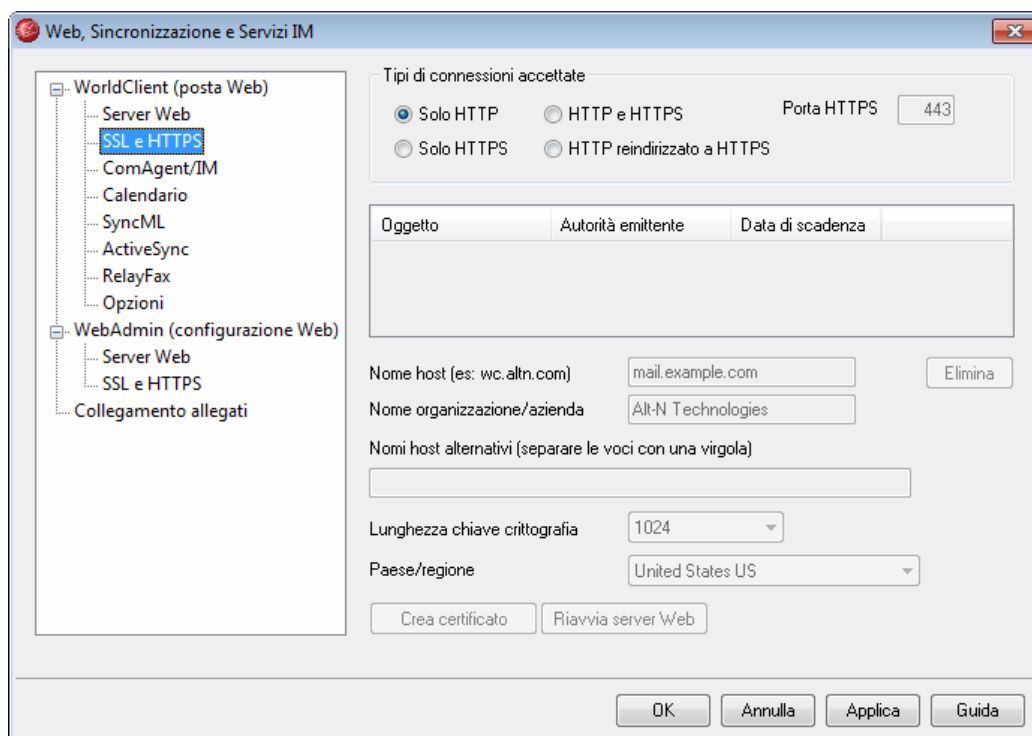 Web, Sincronizzazione e Servizi IM
WorldClient (posta Web)
Server Web
SSL e HTTPS
ComAgent/IM
Calendario
SyncML
ActiveSync
RelayFax
Opzioni
WebAdmin (configurazione Web)
Server Web
SSL e HTTPS
Collegamento allegati
Tipi di connessioni accettate
Solo HTTP HTTP e HTTPS Porta HTTPS 443
Solo HTTPS HTTP reindirizzato a HTTPS
Oggetto Autorità emittente Data di scadenza
Nome host (es: wc.altn.com) mail.example.com Elimina
Nome organizzazione/azienda Alt-N Technologies
Nomi host alternativi (separare le voci con una virgola)
Lunghezza chiave crittografia 1024
Paese/regione United States US
Crea certificato Riavvia server Web
OK Annulla Applica Guida